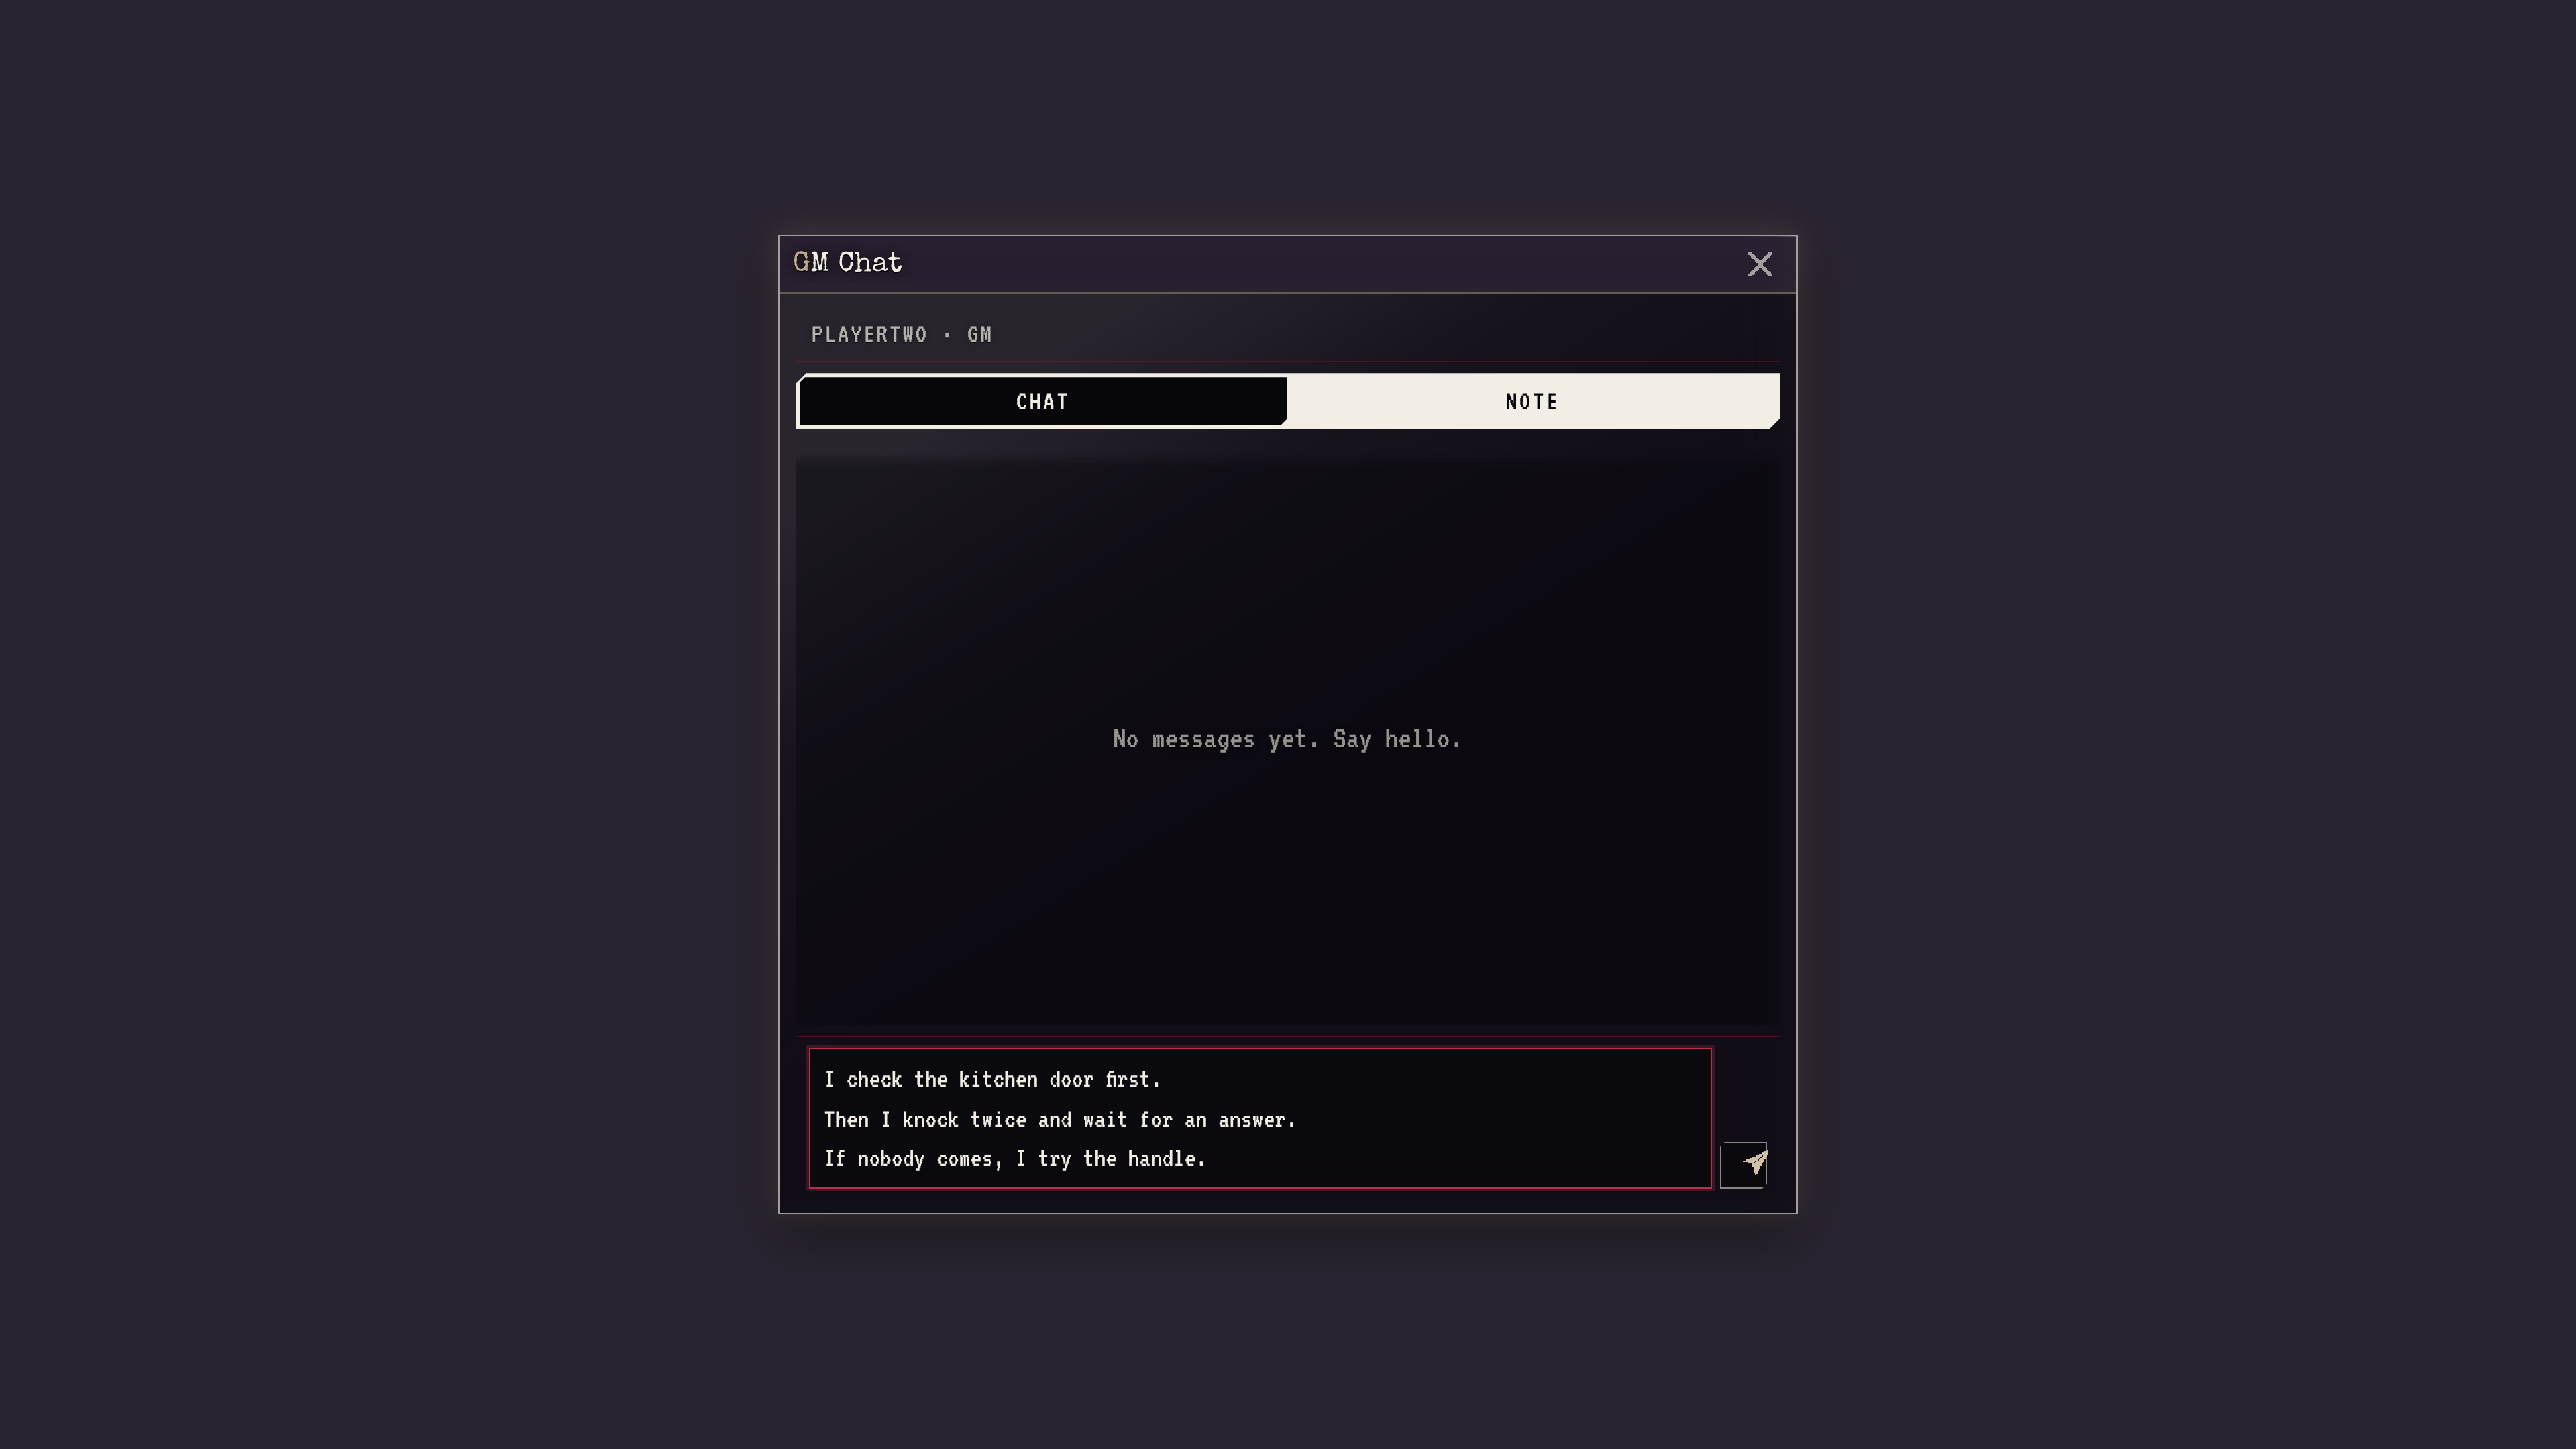 GM Chat
PLAYERTWO · GM
CHAT
NOTE
No messages yet. Say hello.
I check the kitchen door first.
Then I knock twice and wait for an answer.
If nobody comes, I try the handle.